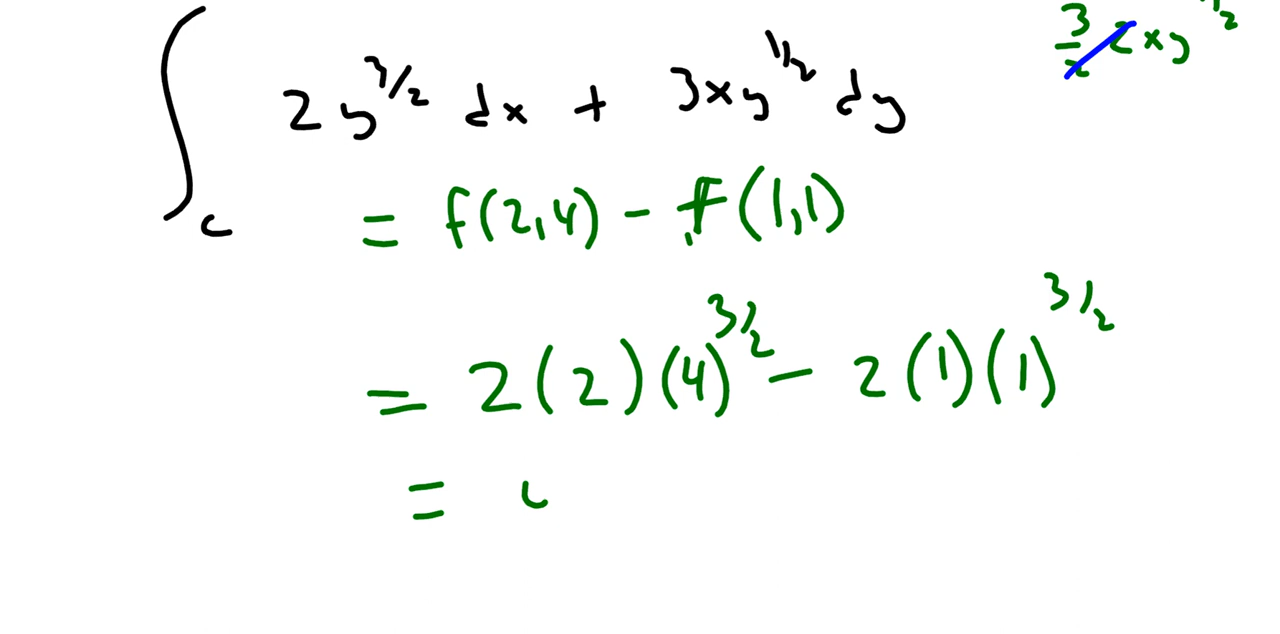 3/2 2xy^1/2
∫_C 2y^3/2 dx + 3xy^1/2 dy
= f(2,4) - f(1,1)
= 2(2)(4)^3/2 - 2(1)(1)^3/2
=